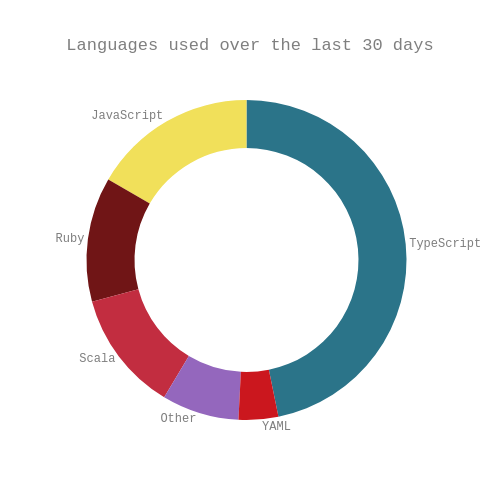 Languages used over the last 30 days
JavaScript
TypeScript
Ruby
Scala
Other
YAML